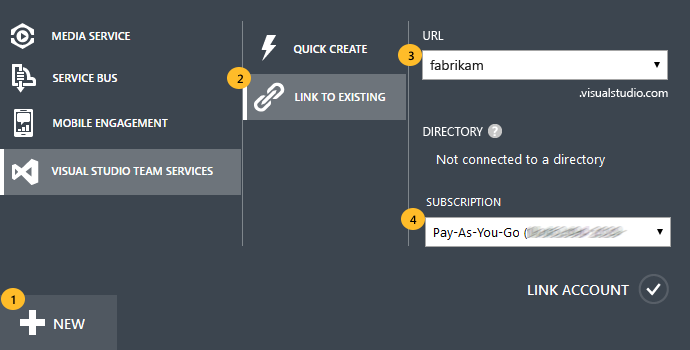 MEDIA SERVICE
SERVICE BUS
MOBILE ENGAGEMENT
VISUAL STUDIO TEAM SERVICES
1
NEW
QUICK CREATE
2
LINK TO EXISTING
URL
3
fabrikam
.visualstudio.com
DIRECTORY ?
Not connected to a directory
SUBSCRIPTION
4
Pay-As-You-Go (
LINK ACCOUNT